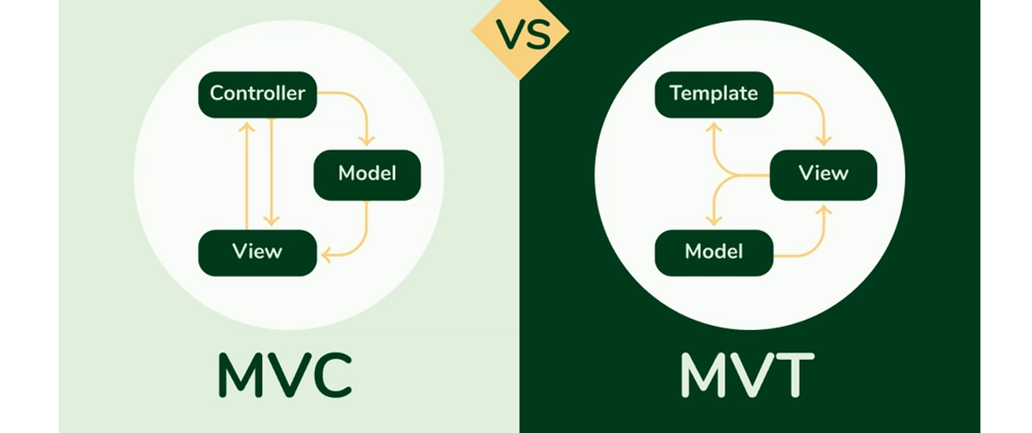 VS
Controller
Model
View
MVC
Template
View
Model
MVT